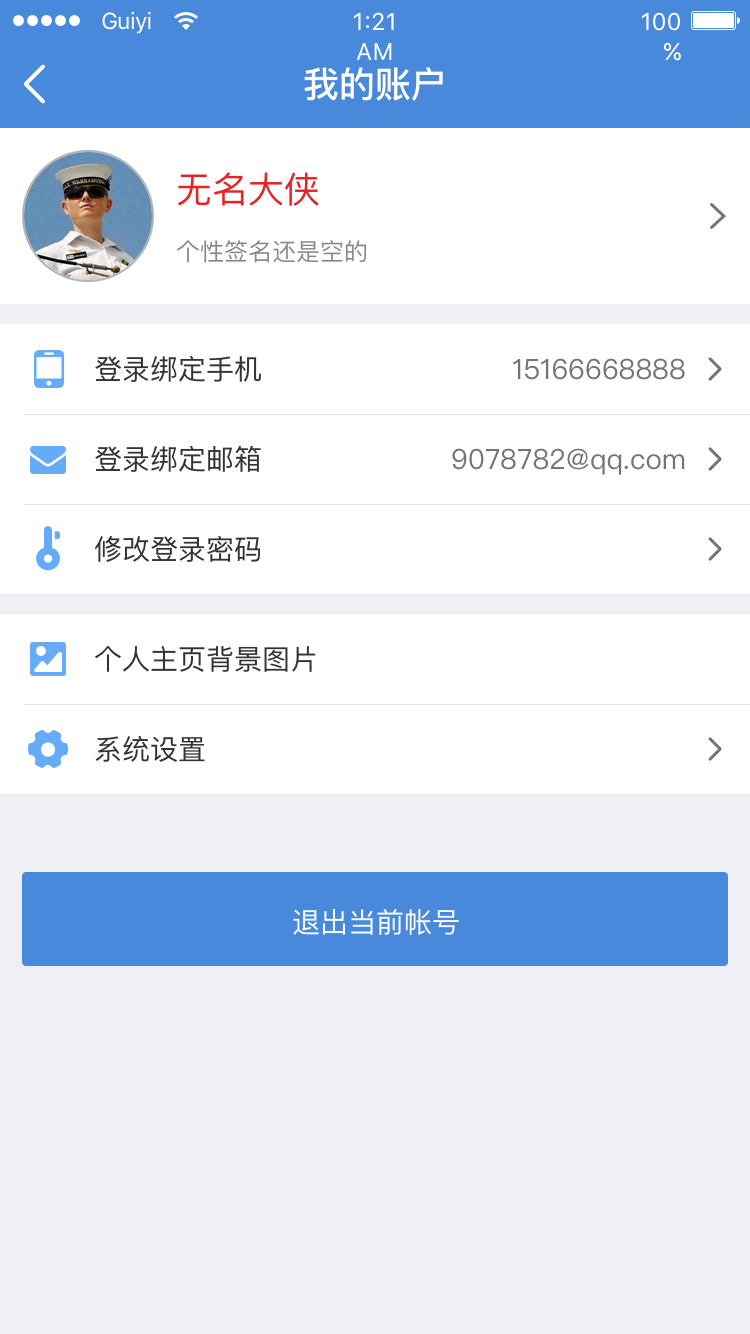 Guiyi
1:21
AM
100
%
我的账户
无名大侠
个性签名还是空的
登录绑定手机
15166668888
登录绑定邮箱
9078782@qq.com
修改登录密码
个人主页背景图片
系统设置
退出当前帐号